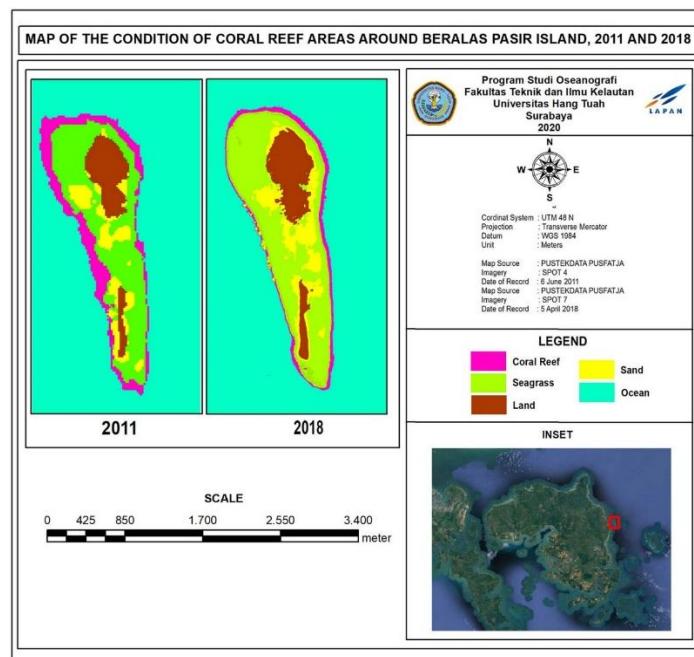 MAP OF THE CONDITION OF CORAL REEF AREAS AROUND BERALAS PASIR ISLAND, 2011 AND 2018
2011
2018
SCALE
0 425 850 1.700 2.550 3.400
meter
Program Studi Oseanografi
Fakultas Teknik dan Ilmu Kelautan
Universitas Hang Tuah
Surabaya
2020
LAPAN
N
W E
S
Cordinat System : UTM 48 N
Projection : Transverse Mercator
Datum : WGS 1984
Unit : Meters
Map Source : PUSTEKDATA PUSFATJA
Imagery : SPOT 4
Date of Record : 6 June 2011
Map Source : PUSTEKDATA PUSFATJA
Imagery : SPOT 7
Date of Record : 5 April 2018
LEGEND
Coral Reef
Seagrass
Land
Sand
Ocean
INSET